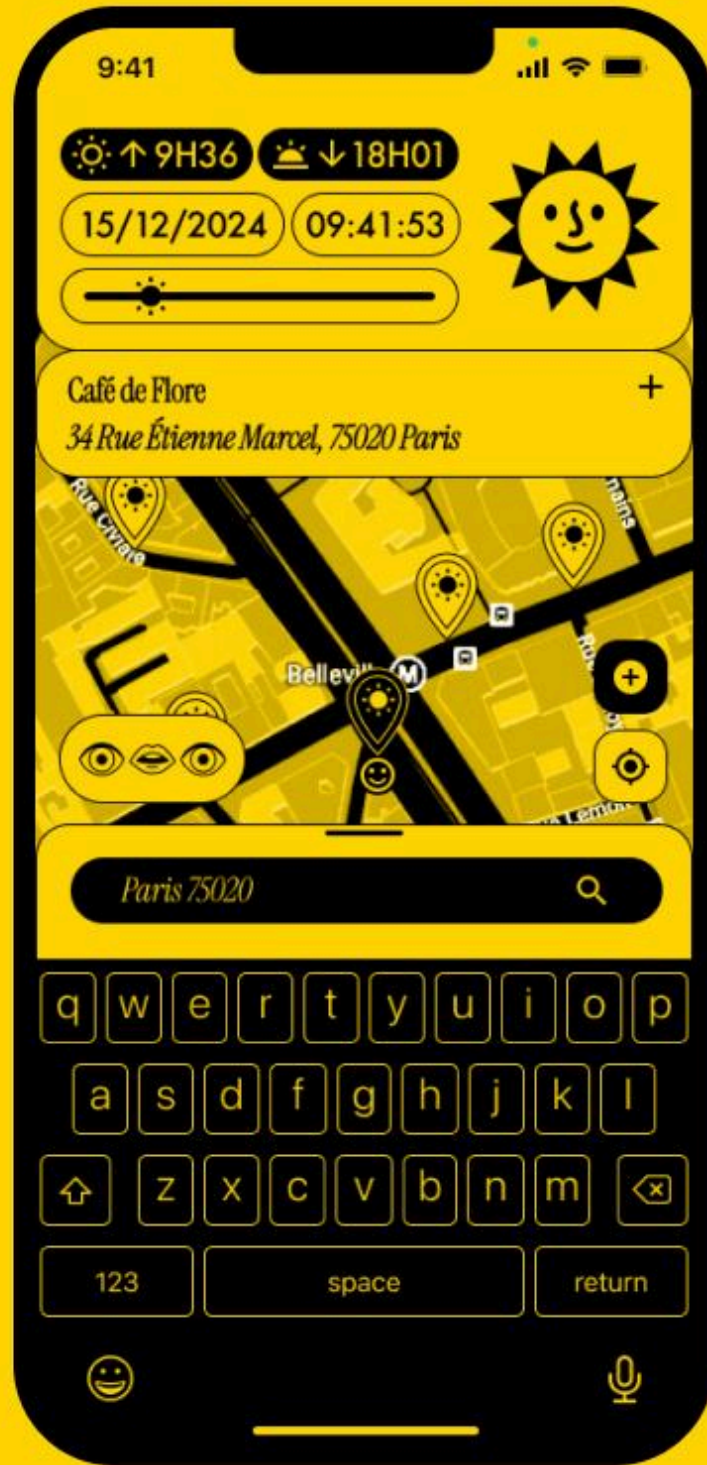 9:41
↑ 9H36
↓ 18H01
15/12/2024
09:41:53
Café de Flore
+
34 Rue Étienne Marcel, 75020 Paris
Rue Civiale
Belleville
M
Paris 75020
q w e r t y u i o p
a s d f g h j k l
z x c v b n m
123 space return